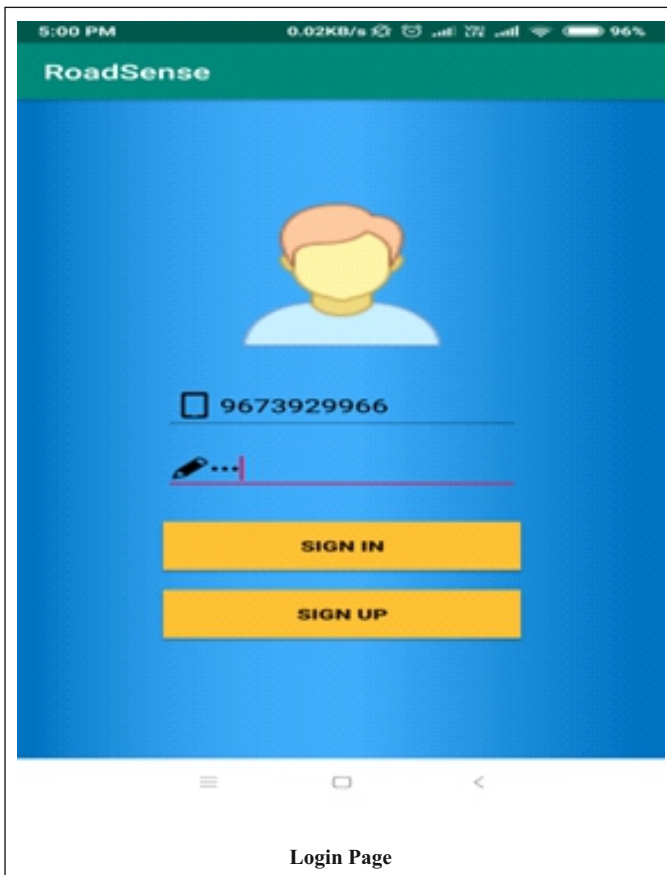 5:00 PM 0.02KB/s 96%
RoadSense
9673929966
SIGN IN
SIGN UP
Login Page